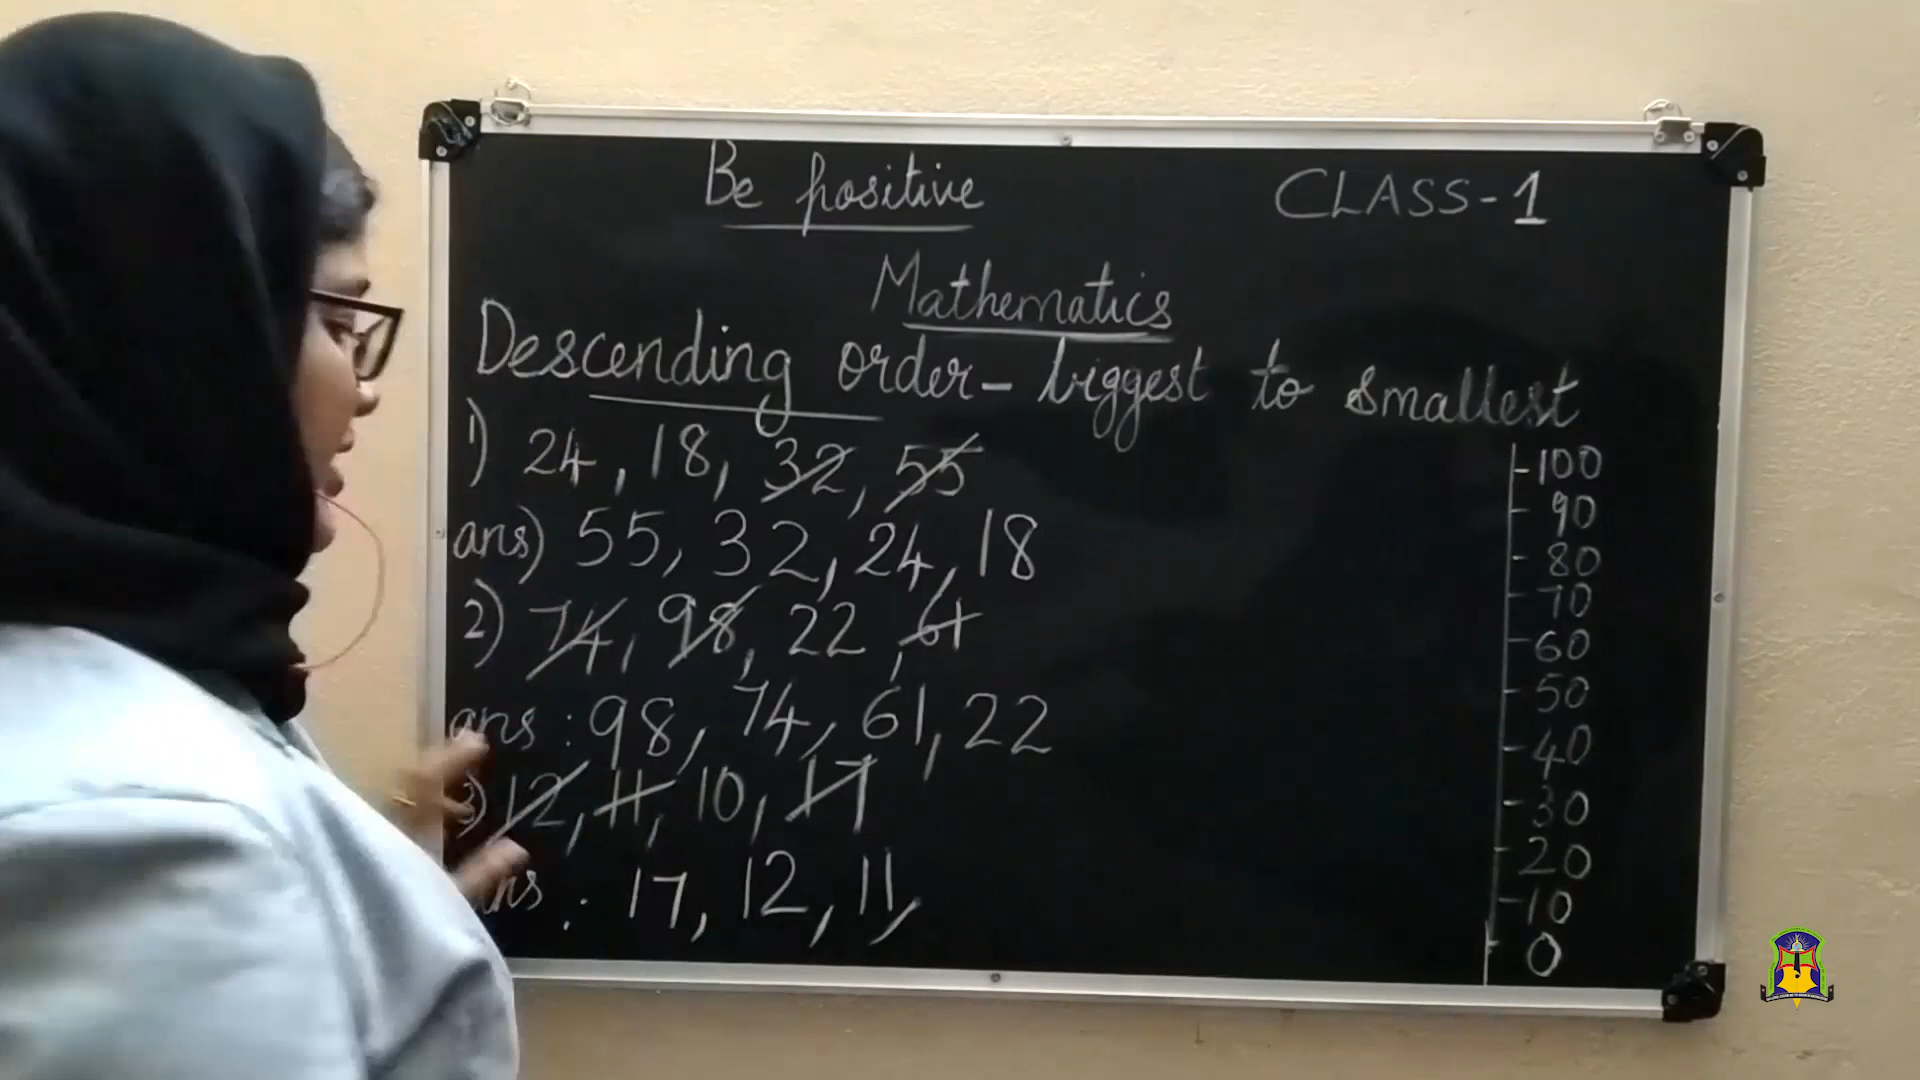 Be positive
CLASS-1
Mathematics
Descending order - biggest to smallest
1) 24, 18, 32, 55
ans) 55, 32, 24, 18
2) 74, 98, 22, 61
ans: 98, 74, 61, 22
3) 12, 11, 10, 17
ans: 17, 12, 11,
-100
-90
-80
-70
-60
-50
-40
-30
-20
-10
-0